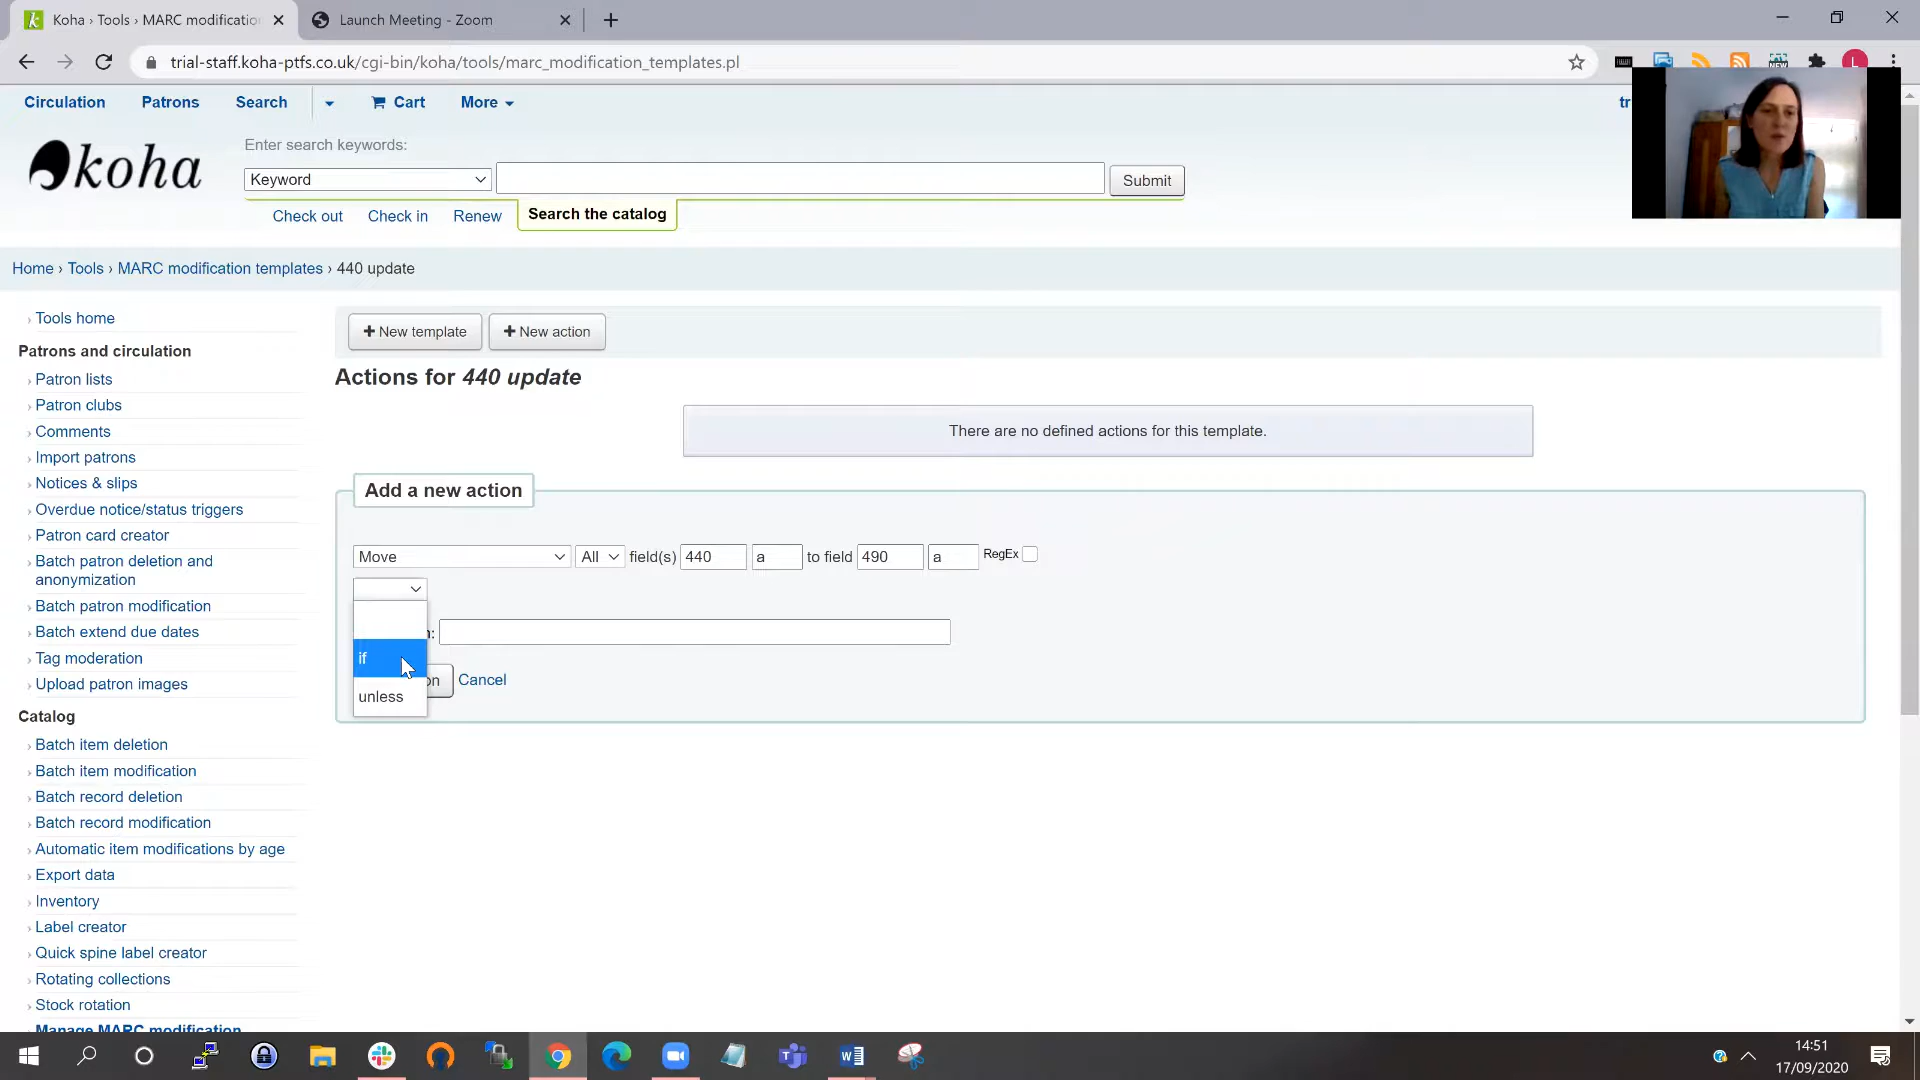 Koha › Tools › MARC modificatio
Launch Meeting - Zoom
trial-staff.koha-ptfs.co.uk/cgi-bin/koha/tools/marc_modification_templates.pl
L
NEW
Circulation Patrons Search Cart More
tr
koha
Enter search keywords:
Keyword
Submit
Check out Check in Renew Search the catalog
Home › Tools › MARC modification templates › 440 update
› Tools home
Patrons and circulation
› Patron lists
› Patron clubs
› Comments
› Import patrons
› Notices & slips
› Overdue notice/status triggers
› Patron card creator
› Batch patron deletion and
anonymization
› Batch patron modification
› Batch extend due dates
› Tag moderation
› Upload patron images
Catalog
› Batch item deletion
› Batch item modification
› Batch record deletion
› Batch record modification
› Automatic item modifications by age
› Export data
› Inventory
› Label creator
› Quick spine label creator
› Rotating collections
› Stock rotation
Manage MARC modification
+ New template + New action
Actions for 440 update
There are no defined actions for this template.
Add a new action
Move All field(s) 440 a to field 490 a RegEx
if
unless
n:
on Cancel
14:51
17/09/2020